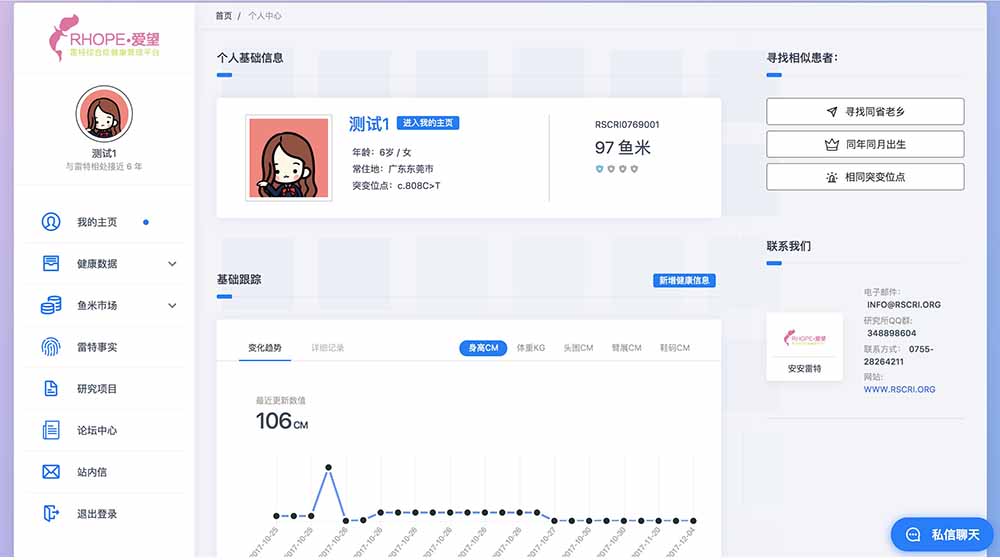 RHOPE·爱望
雷特综合症健康管理平台
测试1
与雷特相处接近 6 年
我的主页
健康数据
鱼米市场
雷特事实
研究项目
论坛中心
站内信
退出登录
首页 / 个人中心
个人基础信息
测试1 进入我的主页
年龄：6岁 / 女
常住地：广东东莞市
突变位点：c.808C>T
RSCRI0769001
97 鱼米
基础跟踪
新增健康信息
变化趋势 详细记录 身高CM 体重KG 头围CM 臂展CM 鞋码CM
最近更新数值
106 CM
2017-10-25 2017-10-25 2017-10-26 2017-10-26 2017-10-26 2017-10-26 2017-10-26 2017-10-26 2017-10-27 2017-10-30 2017-10-30 2017-11-20 2017-12-04
寻找相似患者：
寻找同省老乡
同年同月出生
相同突变位点
联系我们
RHOPE·爱望
安安雷特
电子邮件：
INFO@RSCRI.ORG
研究所QQ群：
348898604
联系方式： 0755-
28264211
网站：
WWW.RSCRI.ORG
私信聊天